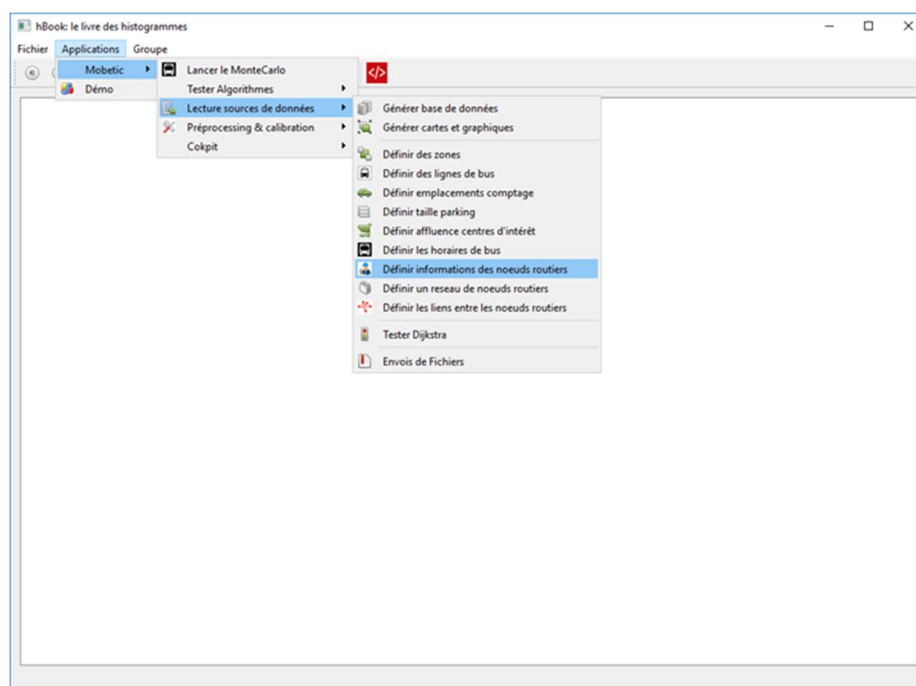 hBook: le livre des histogrammes
Fichier Applications Groupe
Mobetic
Démo
Lancer le MonteCarlo
Tester Algorithmes
Lecture sources de données
Préprocessing & calibration
Cokpit
</>
Générer base de données
Générer cartes et graphiques
Définir des zones
Définir des lignes de bus
Définir emplacements comptage
Définir taille parking
Définir affluence centres d'intérêt
Définir les horaires de bus
Définir informations des noeuds routiers
Définir un reseau de noeuds routiers
Définir les liens entre les noeuds routiers
Tester Dijkstra
Envois de Fichiers